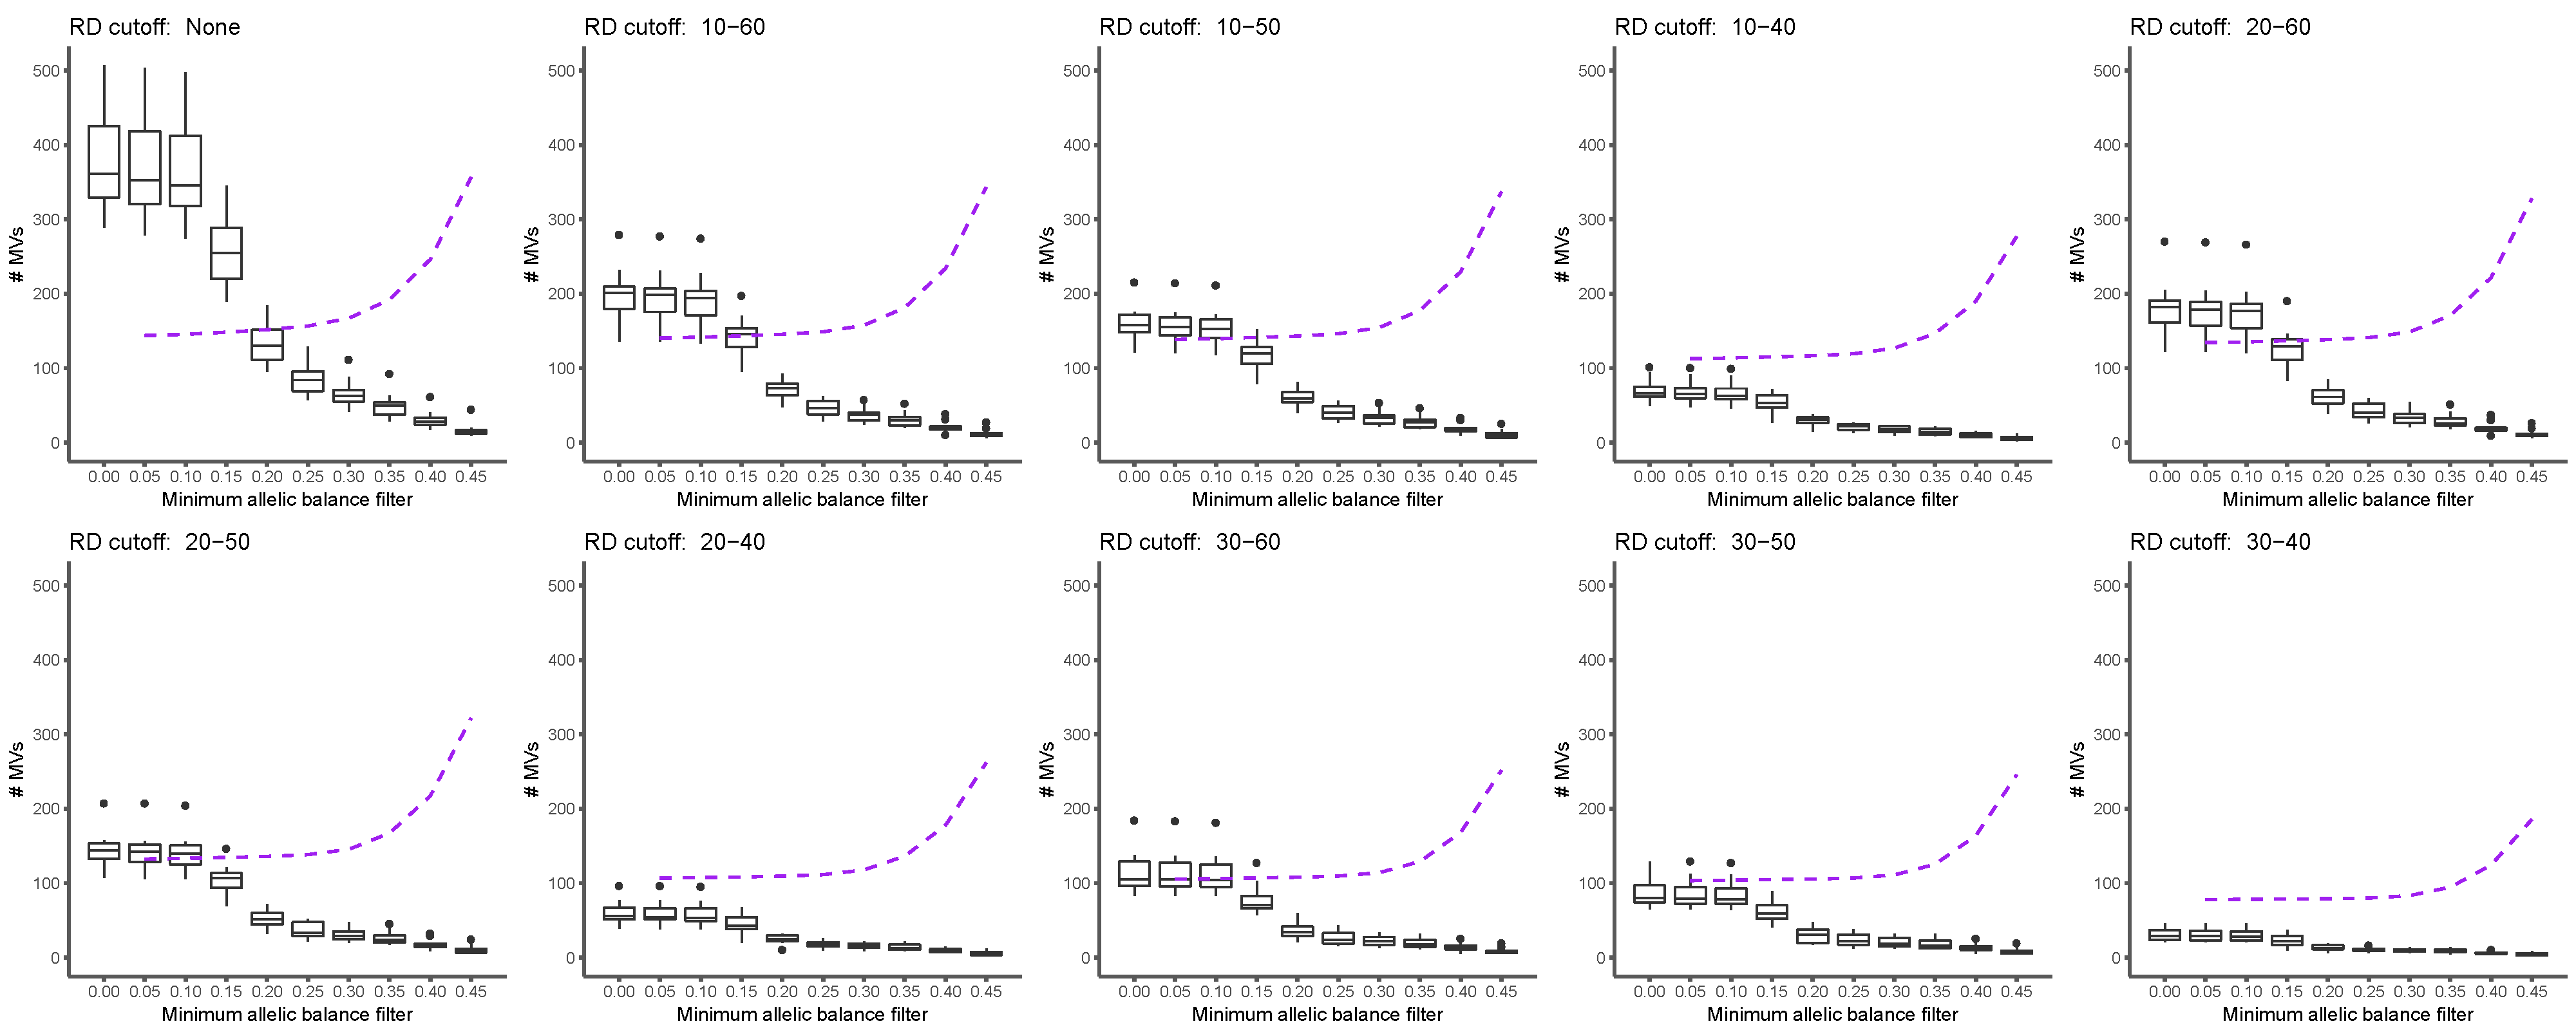 RD cutoff: None
# MVs
500
400
300
200
100
0
0.00 0.05 0.10 0.15 0.20 0.25 0.30 0.35 0.40 0.45
Minimum allelic balance filter
RD cutoff: 10−60
# MVs
500
400
300
200
100
0
0.00 0.05 0.10 0.15 0.20 0.25 0.30 0.35 0.40 0.45
Minimum allelic balance filter
RD cutoff: 10−50
# MVs
500
400
300
200
100
0
0.00 0.05 0.10 0.15 0.20 0.25 0.30 0.35 0.40 0.45
Minimum allelic balance filter
RD cutoff: 10−40
# MVs
500
400
300
200
100
0
0.00 0.05 0.10 0.15 0.20 0.25 0.30 0.35 0.40 0.45
Minimum allelic balance filter
RD cutoff: 20−60
# MVs
500
400
300
200
100
0
0.00 0.05 0.10 0.15 0.20 0.25 0.30 0.35 0.40 0.45
Minimum allelic balance filter
RD cutoff: 20−50
# MVs
500
400
300
200
100
0
0.00 0.05 0.10 0.15 0.20 0.25 0.30 0.35 0.40 0.45
Minimum allelic balance filter
RD cutoff: 20−40
# MVs
500
400
300
200
100
0
0.00 0.05 0.10 0.15 0.20 0.25 0.30 0.35 0.40 0.45
Minimum allelic balance filter
RD cutoff: 30−60
# MVs
500
400
300
200
100
0
0.00 0.05 0.10 0.15 0.20 0.25 0.30 0.35 0.40 0.45
Minimum allelic balance filter
RD cutoff: 30−50
# MVs
500
400
300
200
100
0
0.00 0.05 0.10 0.15 0.20 0.25 0.30 0.35 0.40 0.45
Minimum allelic balance filter
RD cutoff: 30−40
# MVs
500
400
300
200
100
0
0.00 0.05 0.10 0.15 0.20 0.25 0.30 0.35 0.40 0.45
Minimum allelic balance filter